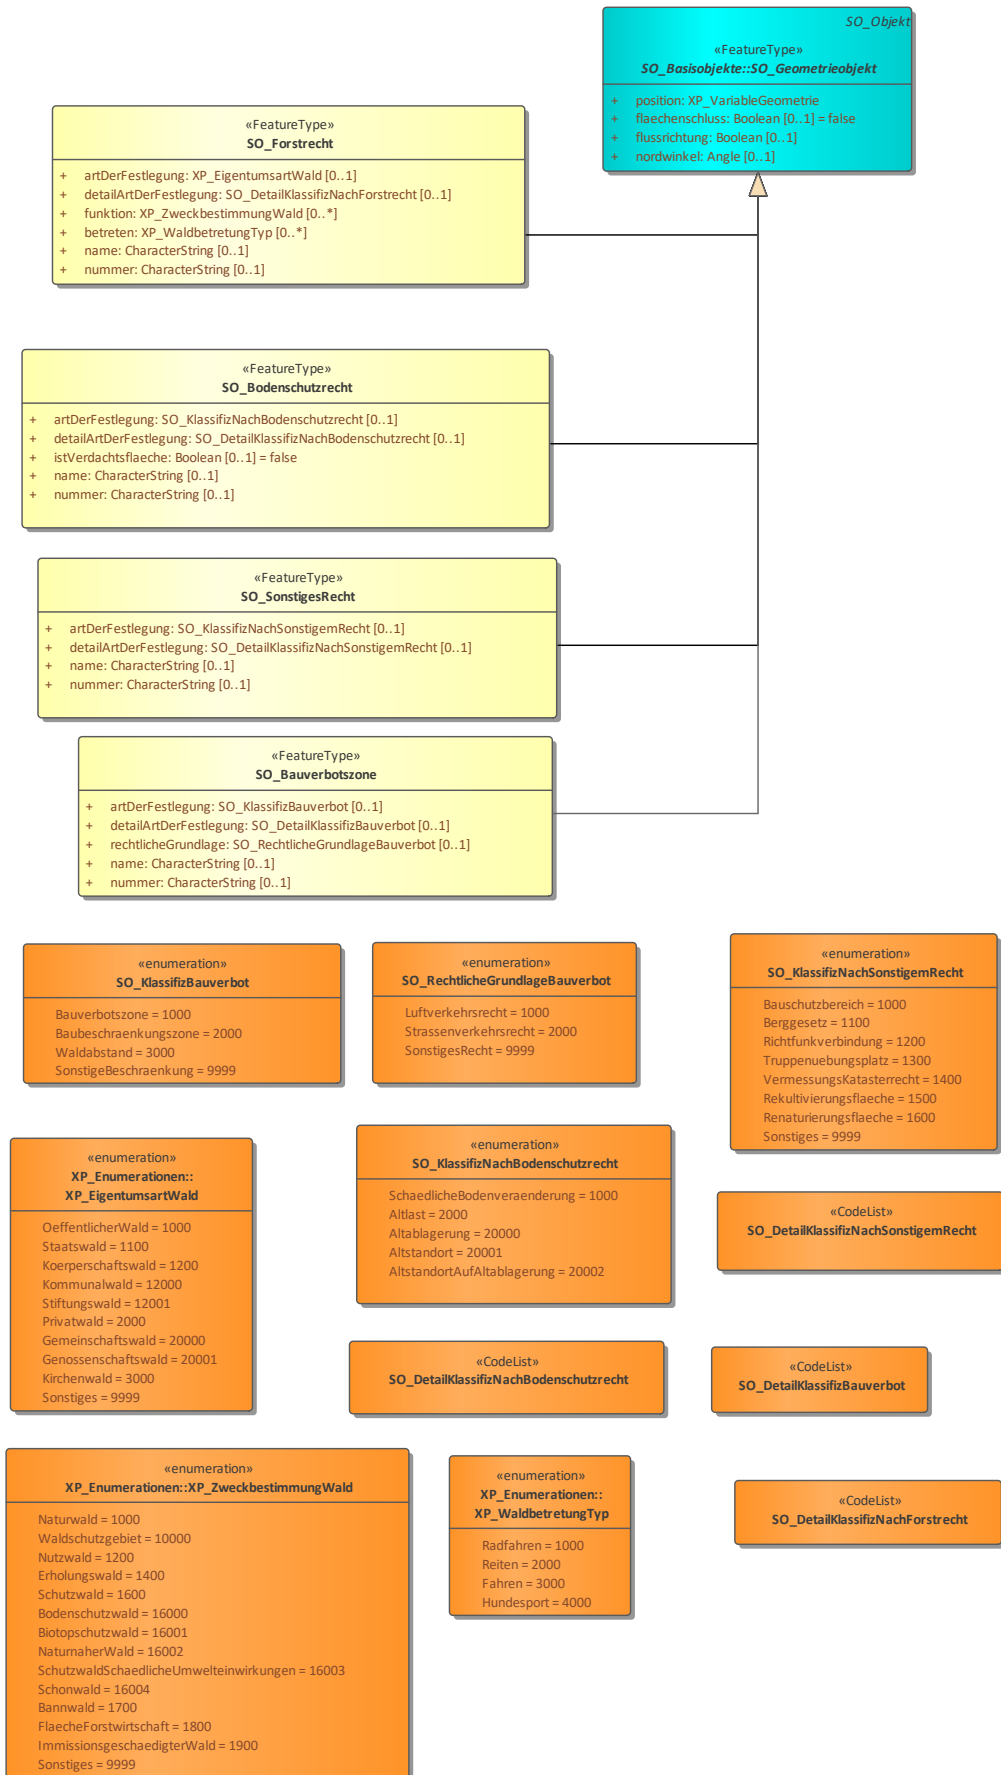 SO_Objekt
«FeatureType»
SO_Basisobjekte::SO_Geometrieobjekt
+ position: XP_VariableGeometrie
+ flaechenschluss: Boolean [0..1] = false
+ flussrichtung: Boolean [0..1]
+ nordwinkel: Angle [0..1]
«FeatureType»
SO_Forstrecht
+ artDerFestlegung: XP_EigentumsartWald [0..1]
+ detailArtDerFestlegung: SO_DetailKlassifizNachForstrecht [0..1]
+ funktion: XP_ZweckbestimmungWald [0..*]
+ betreten: XP_WaldbetretungTyp [0..*]
+ name: CharacterString [0..1]
+ nummer: CharacterString [0..1]
«FeatureType»
SO_Bodenschutzrecht
+ artDerFestlegung: SO_KlassifizNachBodenschutzrecht [0..1]
+ detailArtDerFestlegung: SO_DetailKlassifizNachBodenschutzrecht [0..1]
+ istVerdachtsflaeche: Boolean [0..1] = false
+ name: CharacterString [0..1]
+ nummer: CharacterString [0..1]
«FeatureType»
SO_SonstigesRecht
+ artDerFestlegung: SO_KlassifizNachSonstigemRecht [0..1]
+ detailArtDerFestlegung: SO_DetailKlassifizNachSonstigemRecht [0..1]
+ name: CharacterString [0..1]
+ nummer: CharacterString [0..1]
«FeatureType»
SO_Bauverbotszone
+ artDerFestlegung: SO_KlassifizBauverbot [0..1]
+ detailArtDerFestlegung: SO_DetailKlassifizBauverbot [0..1]
+ rechtlicheGrundlage: SO_RechtlicheGrundlageBauverbot [0..1]
+ name: CharacterString [0..1]
+ nummer: CharacterString [0..1]
«enumeration»
SO_KlassifizBauverbot
Bauverbotszone = 1000
Baubeschraenkungszone = 2000
Waldabstand = 3000
SonstigeBeschraenkung = 9999
«enumeration»
SO_RechtlicheGrundlageBauverbot
Luftverkehrsrecht = 1000
Strassenverkehrsrecht = 2000
SonstigesRecht = 9999
«enumeration»
SO_KlassifizNachSonstigemRecht
Bauschutzbereich = 1000
Berggesetz = 1100
Richtfunkverbindung = 1200
Truppenuebungsplatz = 1300
VermessungsKatasterrecht = 1400
Rekultivierungsflaeche = 1500
Renaturierungsflaeche = 1600
Sonstiges = 9999
«enumeration»
XP_Enumerationen::
XP_EigentumsartWald
OeffentlicherWald = 1000
Staatswald = 1100
Koerperschaftswald = 1200
Kommunalwald = 12000
Stiftungswald = 12001
Privatwald = 2000
Gemeinschaftswald = 20000
Genossenschaftswald = 20001
Kirchenwald = 3000
Sonstiges = 9999
«enumeration»
SO_KlassifizNachBodenschutzrecht
SchaedlicheBodenveraenderung = 1000
Altlast = 2000
Altablagerung = 20000
Altstandort = 20001
AltstandortAufAltablagerung = 20002
«CodeList»
SO_DetailKlassifizNachSonstigemRecht
«CodeList»
SO_DetailKlassifizNachBodenschutzrecht
«CodeList»
SO_DetailKlassifizBauverbot
«enumeration»
XP_Enumerationen::XP_ZweckbestimmungWald
Naturwald = 1000
Waldschutzgebiet = 10000
Nutzwald = 1200
Erholungswald = 1400
Schutzwald = 1600
Bodenschutzwald = 16000
Biotopschutzwald = 16001
NaturnaherWald = 16002
SchutzwaldSchaedlicheUmwelteinwirkungen = 16003
Schonwald = 16004
Bannwald = 1700
FlaecheForstwirtschaft = 1800
ImmissionsgeschaedigterWald = 1900
Sonstiges = 9999
«enumeration»
XP_Enumerationen::
XP_WaldbetretungTyp
Radfahren = 1000
Reiten = 2000
Fahren = 3000
Hundesport = 4000
«CodeList»
SO_DetailKlassifizNachForstrecht